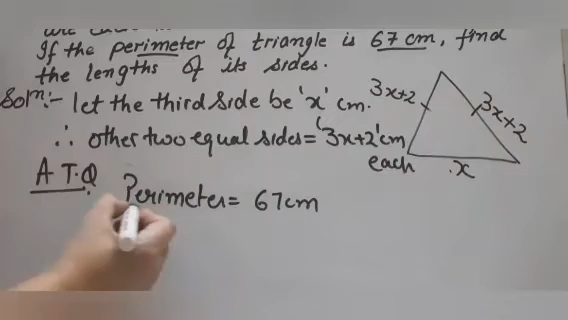 If the perimeter of triangle is 67 cm, find
the lengths of its sides.
Solⁿ:- let the third side be 'x' cm.
∴ other two equal sides = '3x+2' cm
each
3x+2
3x+2
x
A T.Q
Perimeter = 67cm